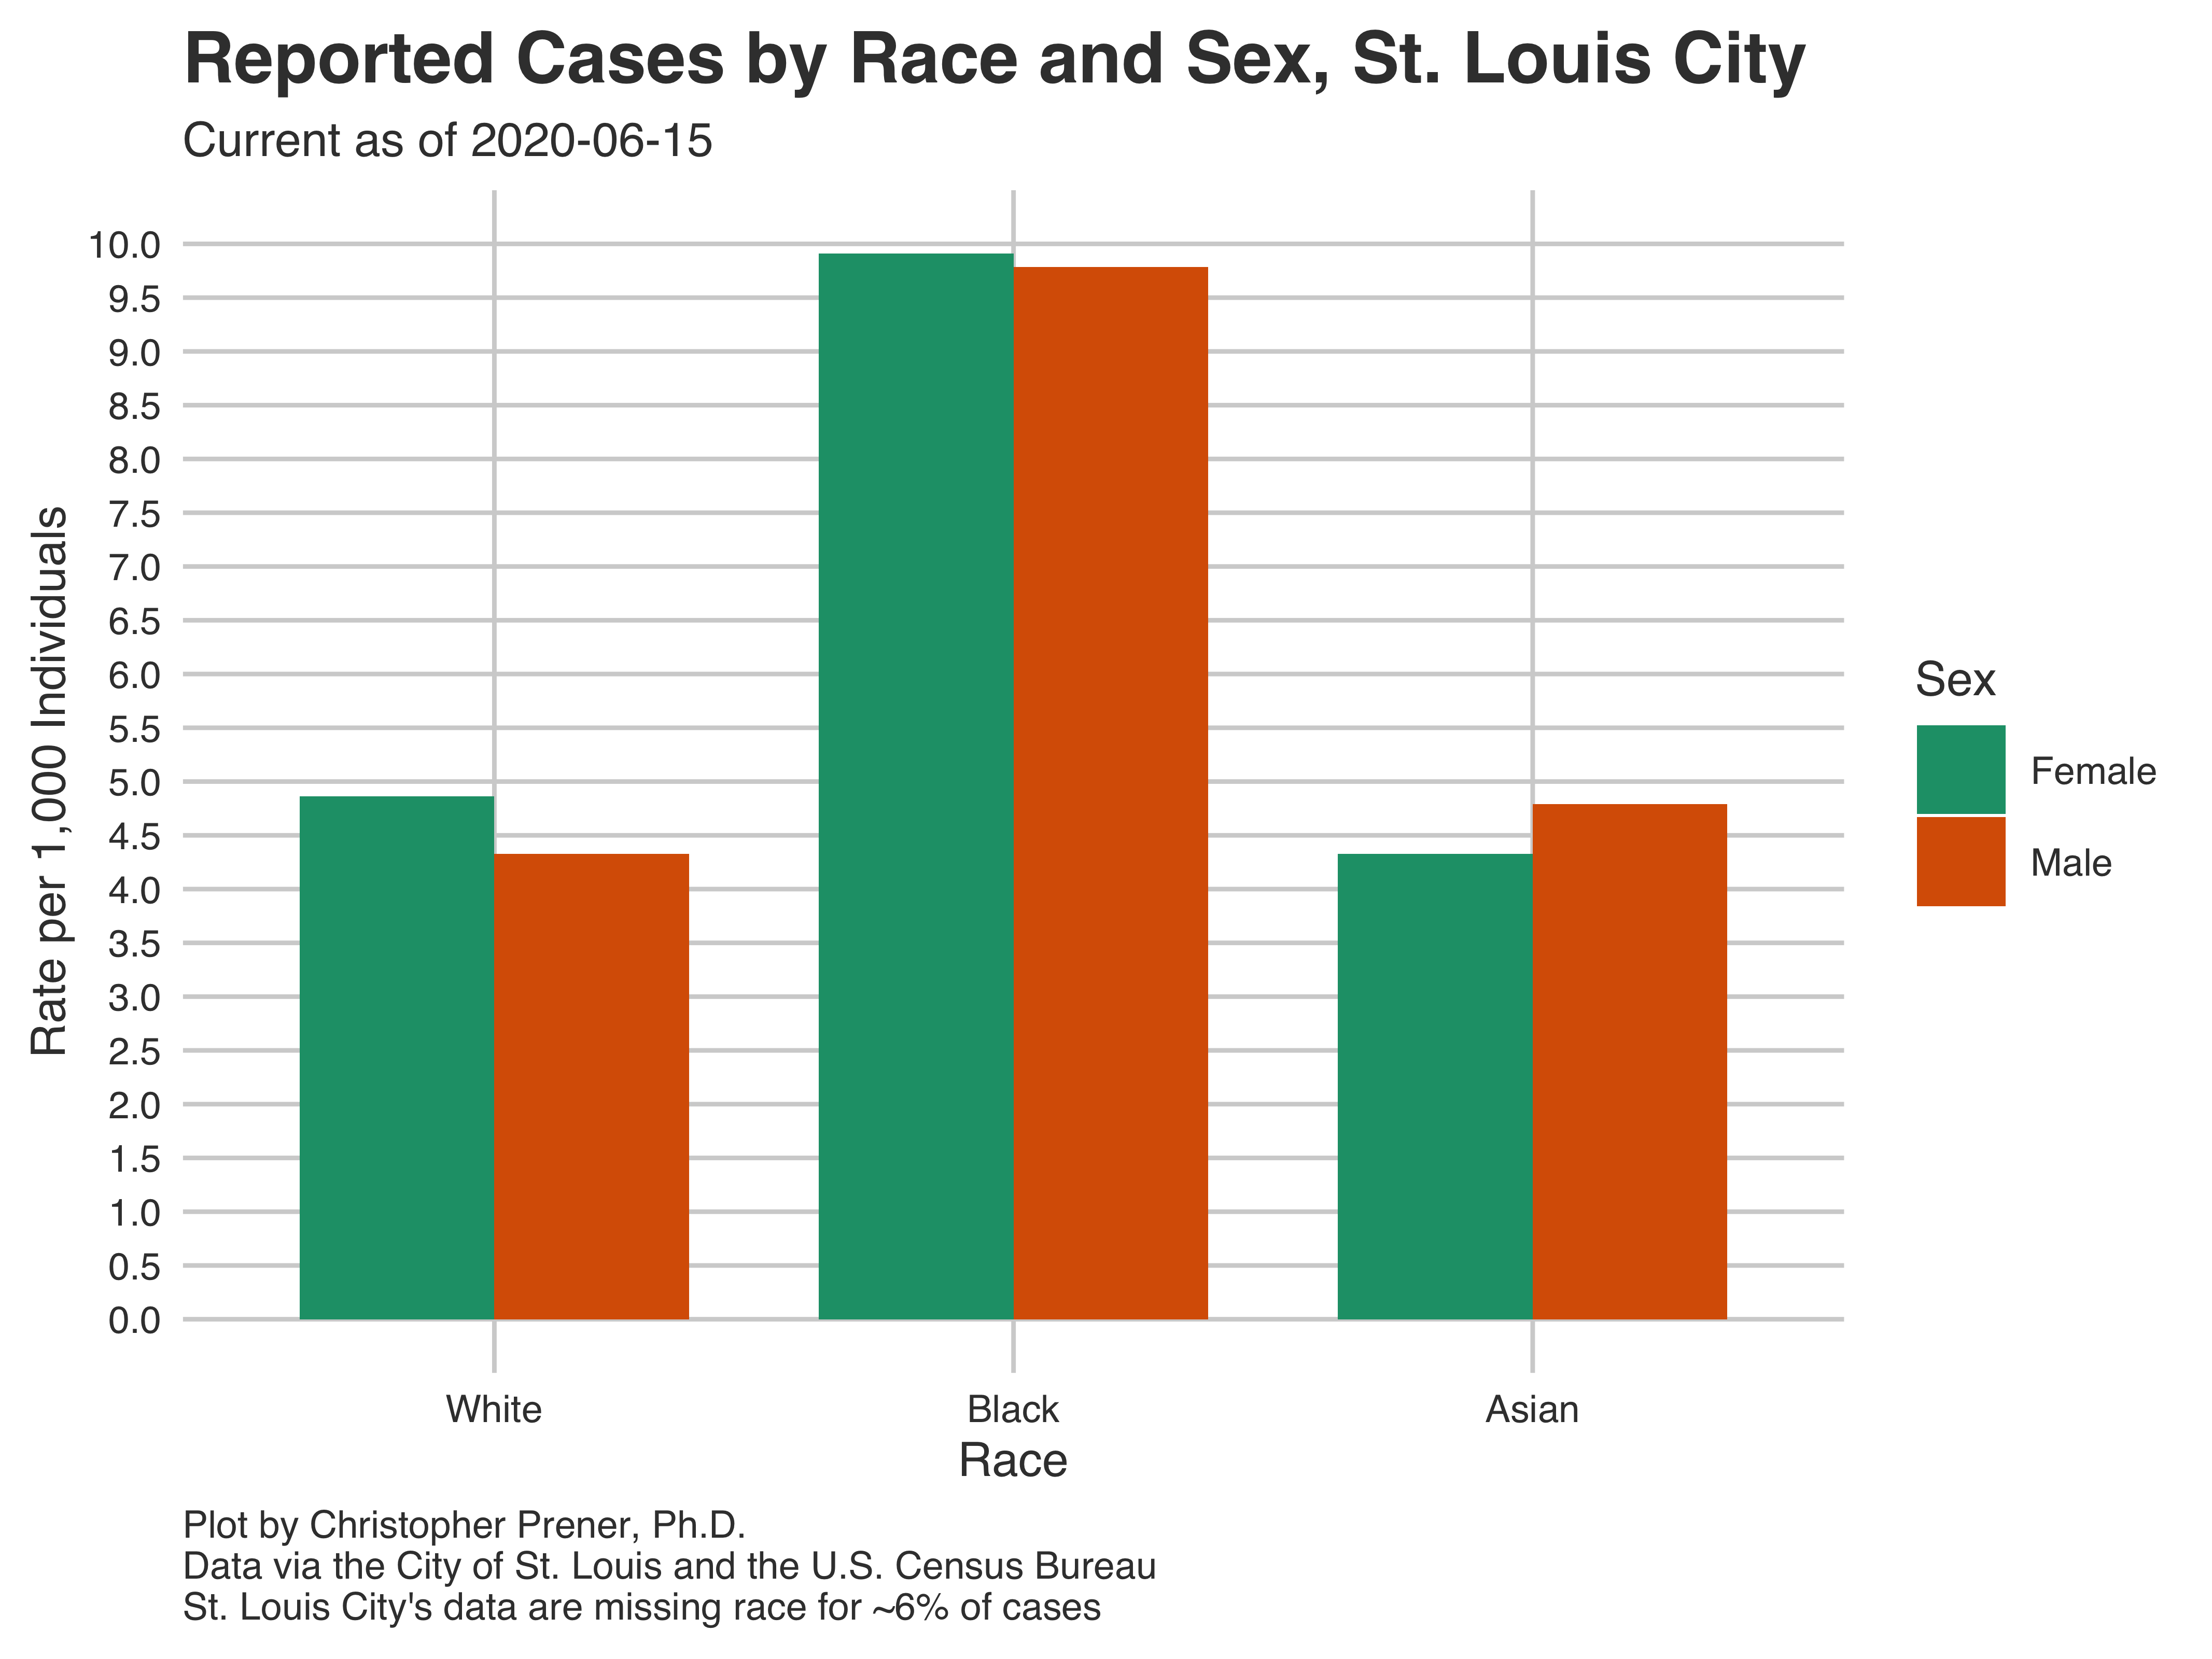 Reported Cases by Race and Sex, St. Louis City
Current as of 2020-06-15
Rate per 1,000 Individuals
10.0
9.5
9.0
8.5
8.0
7.5
7.0
6.5
6.0
5.5
5.0
4.5
4.0
3.5
3.0
2.5
2.0
1.5
1.0
0.5
0.0
White Black Asian
Race
Sex
Female
Male
Plot by Christopher Prener, Ph.D.
Data via the City of St. Louis and the U.S. Census Bureau
St. Louis City's data are missing race for ~6% of cases